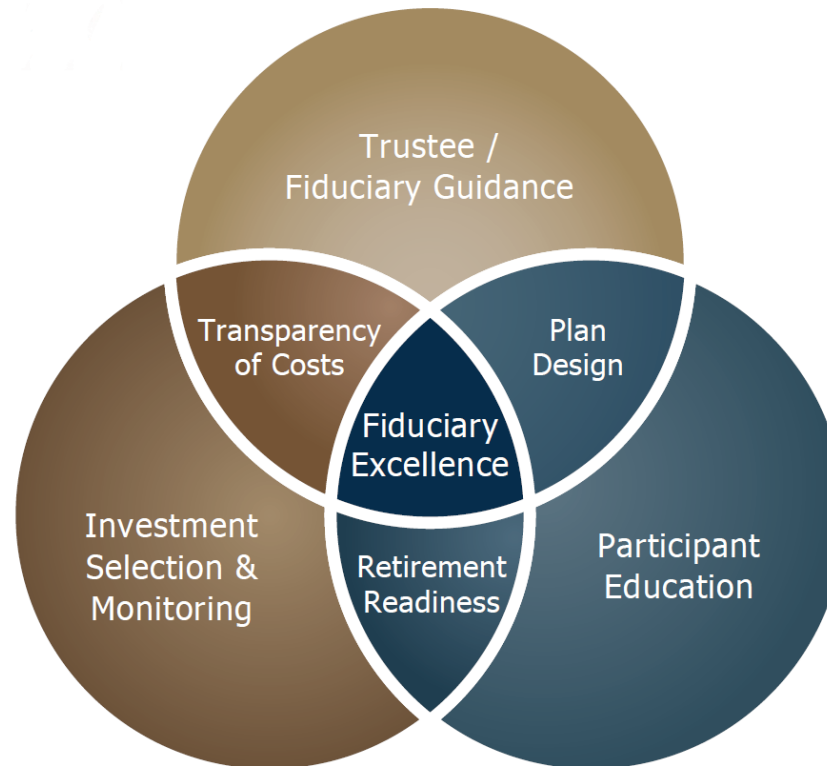 Trustee /
Fiduciary Guidance
Transparency
of Costs
Plan
Design
Fiduciary
Excellence
Investment
Selection &
Monitoring
Retirement
Readiness
Participant
Education